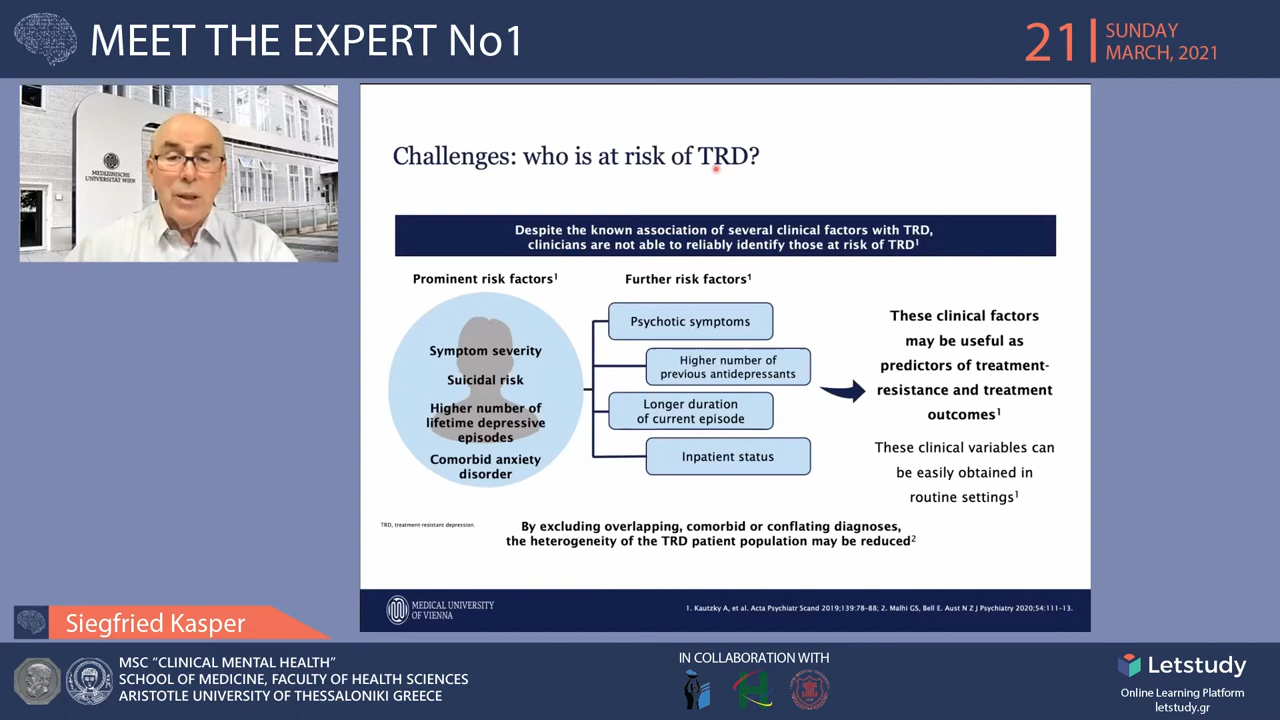 MEET THE EXPERT No1
21
SUNDAY
MARCH, 2021
MEDIZINISCHE
UNIVERSITÄT WIEN
Challenges: who is at risk of TRD?
Despite the known association of several clinical factors with TRD,
clinicians are not able to reliably identify those at risk of TRD¹
Prominent risk factors¹
Symptom severity
Suicidal risk
Higher number of
lifetime depressive
episodes
Comorbid anxiety
disorder
Further risk factors¹
Psychotic symptoms
Higher number of
previous antidepressants
Longer duration
of current episode
Inpatient status
These clinical factors
may be useful as
predictors of treatment-
resistance and treatment
outcomes¹
These clinical variables can
be easily obtained in
routine settings¹
TRD, treatment-resistant depression.
By excluding overlapping, comorbid or conflating diagnoses,
the heterogeneity of the TRD patient population may be reduced²
MEDICAL UNIVERSITY
OF VIENNA
1. Kautzky A, et al. Acta Psychiatr Scand 2019;139:78–88; 2. Malhi GS, Bell E. Aust N Z J Psychiatry 2020;54:111–13.
Siegfried Kasper
MSC “CLINICAL MENTAL HEALTH”
SCHOOL OF MEDICINE, FACULTY OF HEALTH SCIENCES
ARISTOTLE UNIVERSITY OF THESSALONIKI GREECE
IN COLLABORATION WITH
Letstudy
Online Learning Platform
letstudy.gr